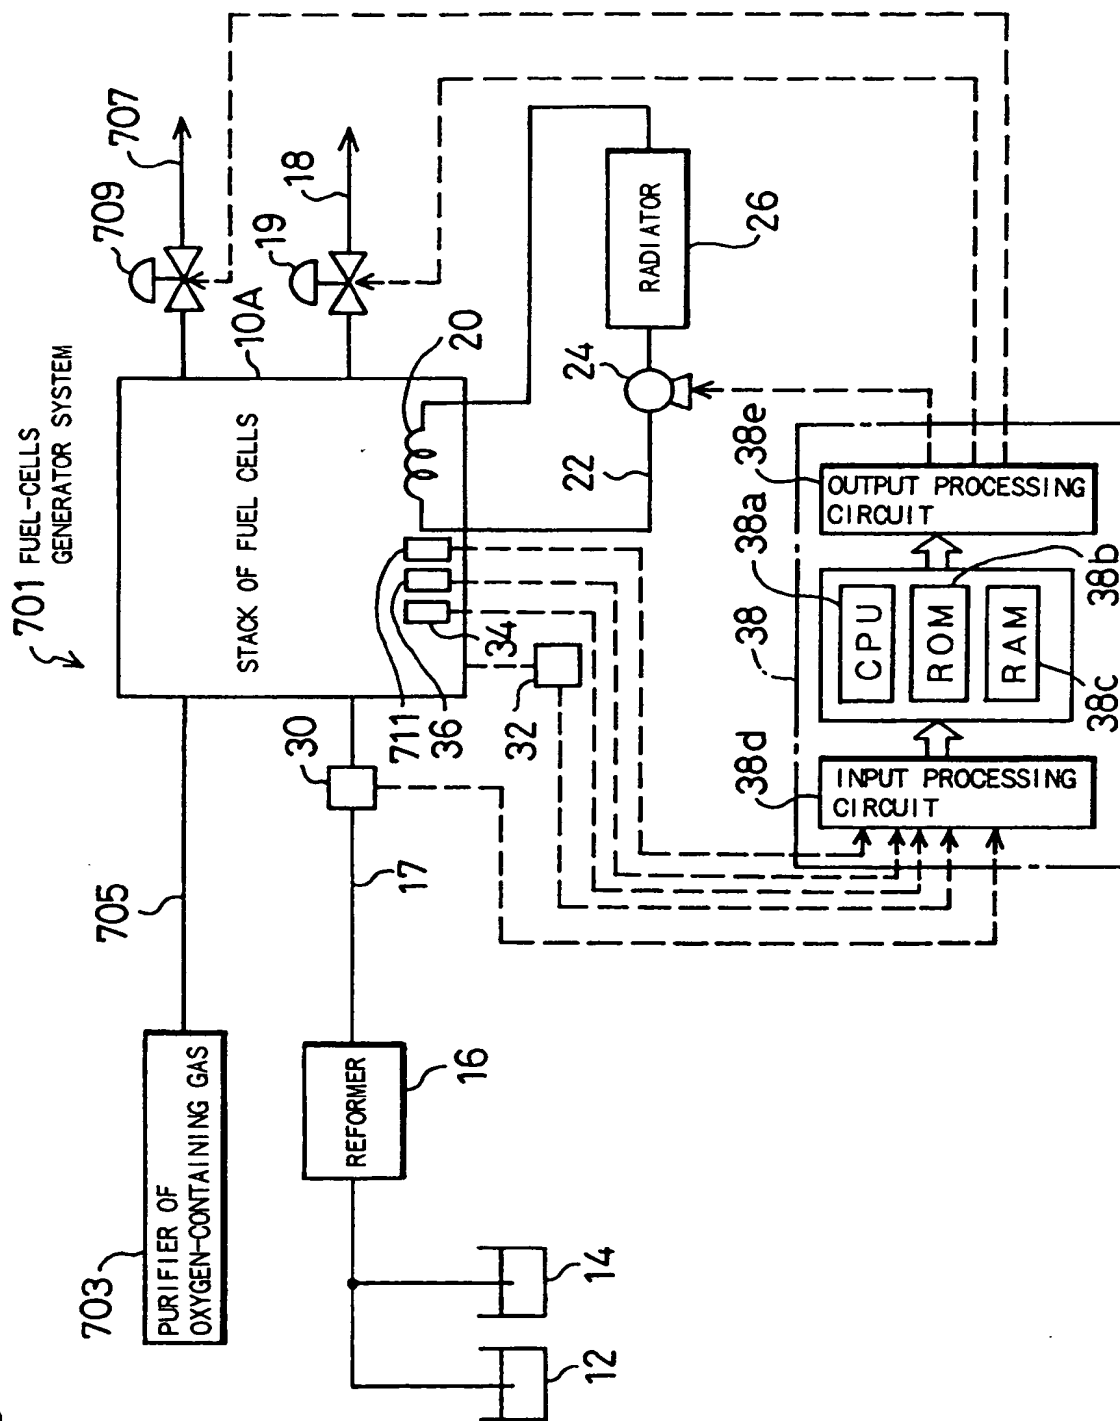 701 FUEL-CELLS
GENERATOR SYSTEM
703
PURIFIER OF
OXYGEN-CONTAINING GAS
705
STACK OF FUEL CELLS
10A
709
707
12
14
REFORMER
16
17
30
19
18
711
36
34
32
20
22
24
RADIATOR
26
38
38d
INPUT PROCESSING
CIRCUIT
38a
CPU
ROM
RAM
38b
38c
38e
OUTPUT PROCESSING
CIRCUIT